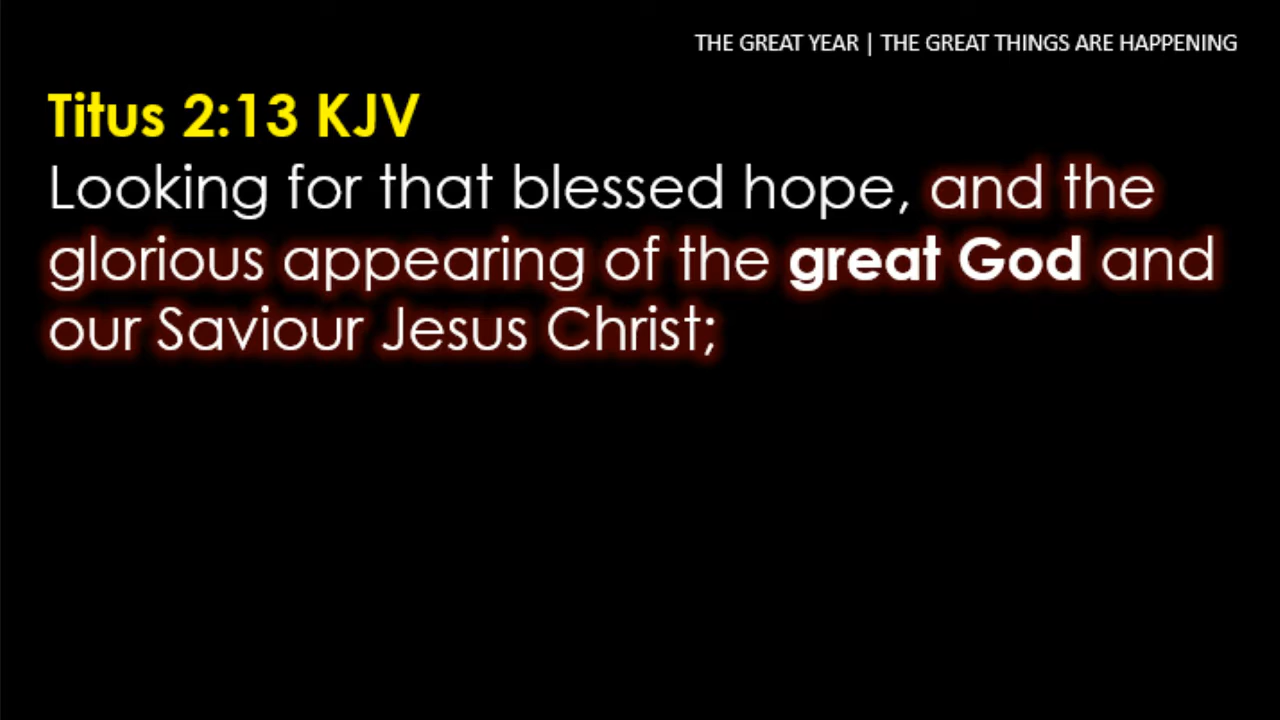 THE GREAT YEAR | THE GREAT THINGS ARE HAPPENING
Titus 2:13 KJV
Looking for that blessed hope, and the
glorious appearing of the great God and
our Saviour Jesus Christ;